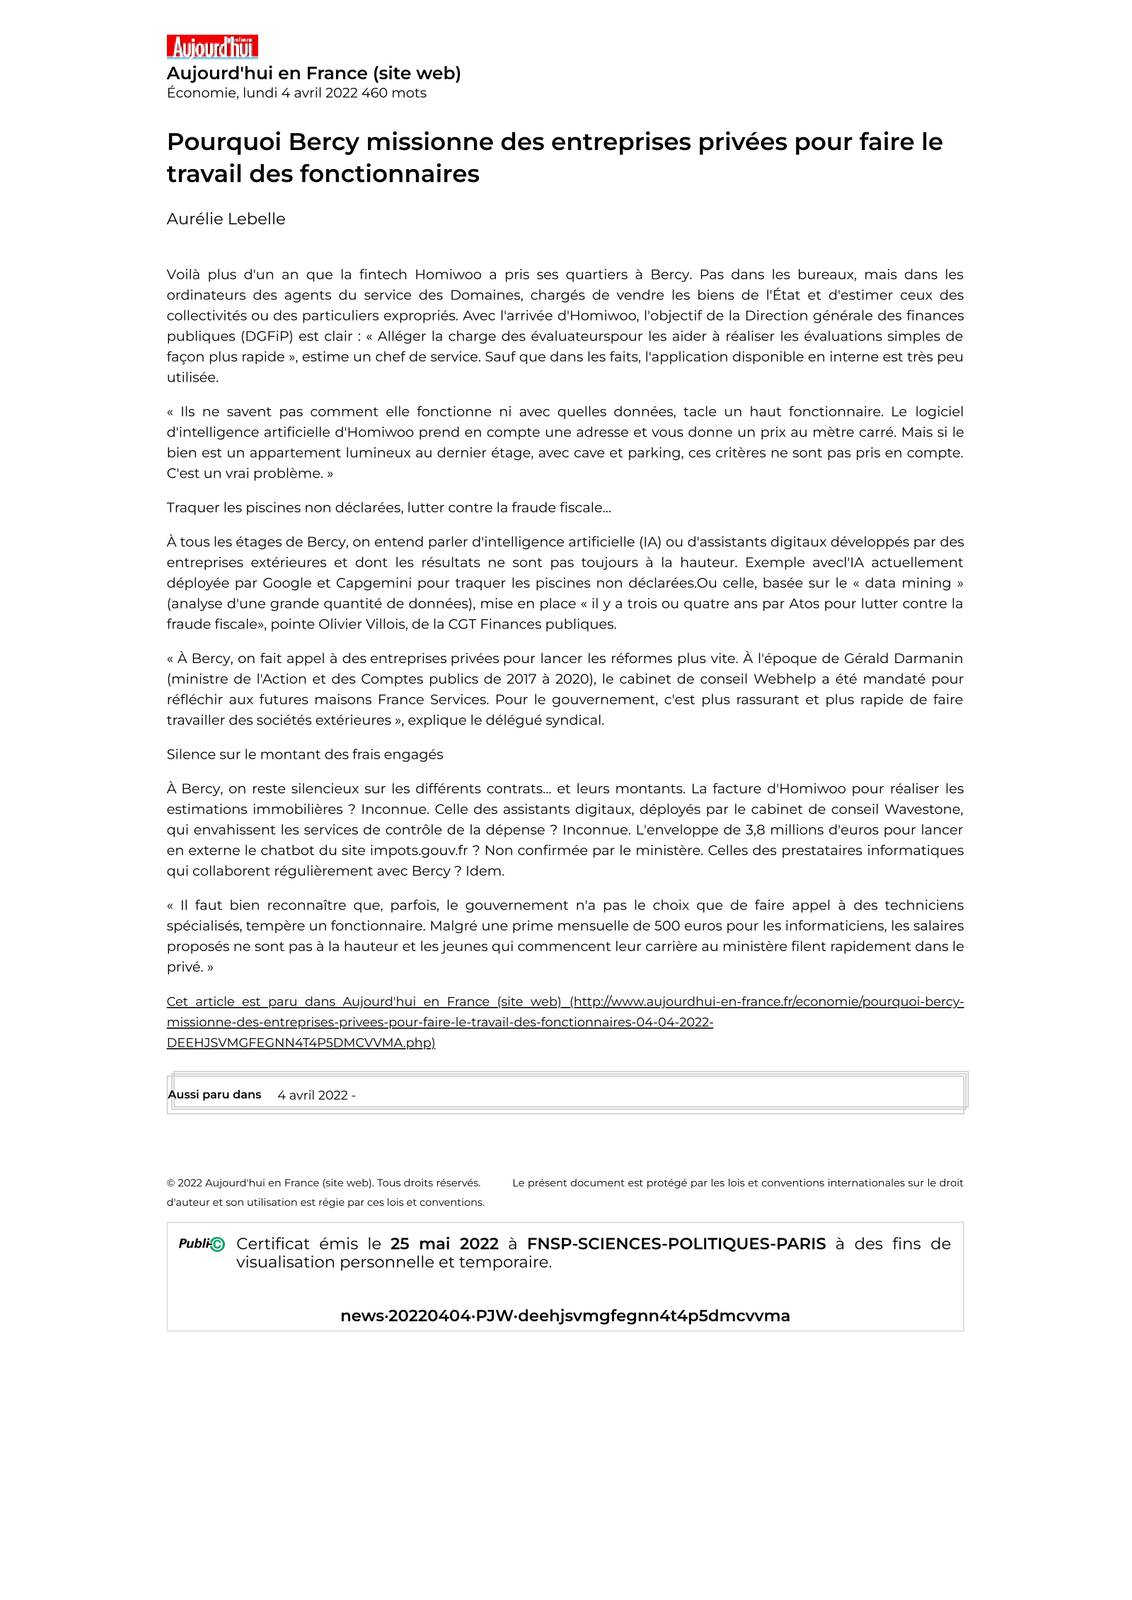 Aujourd'hui
Aujourd'hui en France (site web)
Économie, lundi 4 avril 2022 460 mots
Pourquoi Bercy missionne des entreprises privées pour faire le
travail des fonctionnaires
Aurélie Lebelle
Voilà plus d'un an que la fintech Homiwoo a pris ses quartiers à Bercy. Pas dans les bureaux, mais dans les
ordinateurs des agents du service des Domaines, chargés de vendre les biens de l'État et d'estimer ceux des
collectivités ou des particuliers expropriés. Avec l'arrivée d'Homiwoo, l'objectif de la Direction générale des finances
publiques (DGFiP) est clair : « Alléger la charge des évaluateurspour les aider à réaliser les évaluations simples de
façon plus rapide », estime un chef de service. Sauf que dans les faits, l'application disponible en interne est très peu
utilisée.
« Ils ne savent pas comment elle fonctionne ni avec quelles données, tacle un haut fonctionnaire. Le logiciel
d'intelligence artificielle d'Homiwoo prend en compte une adresse et vous donne un prix au mètre carré. Mais si le
bien est un appartement lumineux au dernier étage, avec cave et parking, ces critères ne sont pas pris en compte.
C'est un vrai problème. »
Traquer les piscines non déclarées, lutter contre la fraude fiscale...
À tous les étages de Bercy, on entend parler d'intelligence artificielle (IA) ou d'assistants digitaux développés par des
entreprises extérieures et dont les résultats ne sont pas toujours à la hauteur. Exemple avecl'IA actuellement
déployée par Google et Capgemini pour traquer les piscines non déclarées.Ou celle, basée sur le « data mining »
(analyse d'une grande quantité de données), mise en place « il y a trois ou quatre ans par Atos pour lutter contre la
fraude fiscale», pointe Olivier Villois, de la CGT Finances publiques.
« À Bercy, on fait appel à des entreprises privées pour lancer les réformes plus vite. À l'époque de Gérald Darmanin
(ministre de l'Action et des Comptes publics de 2017 à 2020), le cabinet de conseil Webhelp a été mandaté pour
réfléchir aux futures maisons France Services. Pour le gouvernement, c'est plus rassurant et plus rapide de faire
travailler des sociétés extérieures », explique le délégué syndical.
Silence sur le montant des frais engagés
À Bercy, on reste silencieux sur les différents contrats... et leurs montants. La facture d'Homiwoo pour réaliser les
estimations immobilières ? Inconnue. Celle des assistants digitaux, déployés par le cabinet de conseil Wavestone,
qui envahissent les services de contrôle de la dépense ? Inconnue. L'enveloppe de 3,8 millions d'euros pour lancer
en externe le chatbot du site impots.gouv.fr ? Non confirmée par le ministère. Celles des prestataires informatiques
qui collaborent régulièrement avec Bercy ? Idem.
« Il faut bien reconnaître que, parfois, le gouvernement n'a pas le choix que de faire appel à des techniciens
spécialisés, tempère un fonctionnaire. Malgré une prime mensuelle de 500 euros pour les informaticiens, les salaires
proposés ne sont pas à la hauteur et les jeunes qui commencent leur carrière au ministère filent rapidement dans le
privé. »
Cet article est paru dans Aujourd'hui en France (site web) (http://www.aujourdhui-en-france.fr/economie/pourquoi-bercy-
missionne-des-entreprises-privees-pour-faire-le-travail-des-fonctionnaires-04-04-2022-
DEEHJSVMGFEGNN4T4P5DMCVVMA.php)
Aussi paru dans 4 avril 2022 -
© 2022 Aujourd'hui en France (site web). Tous droits réservés. Le présent document est protégé par les lois et conventions internationales sur le droit
d'auteur et son utilisation est régie par ces lois et conventions.
Publi-© Certificat émis le 25 mai 2022 à FNSP-SCIENCES-POLITIQUES-PARIS à des fins de
visualisation personnelle et temporaire.
news·20220404·PJW·deehjsvmgfegnn4t4p5dmcvvma